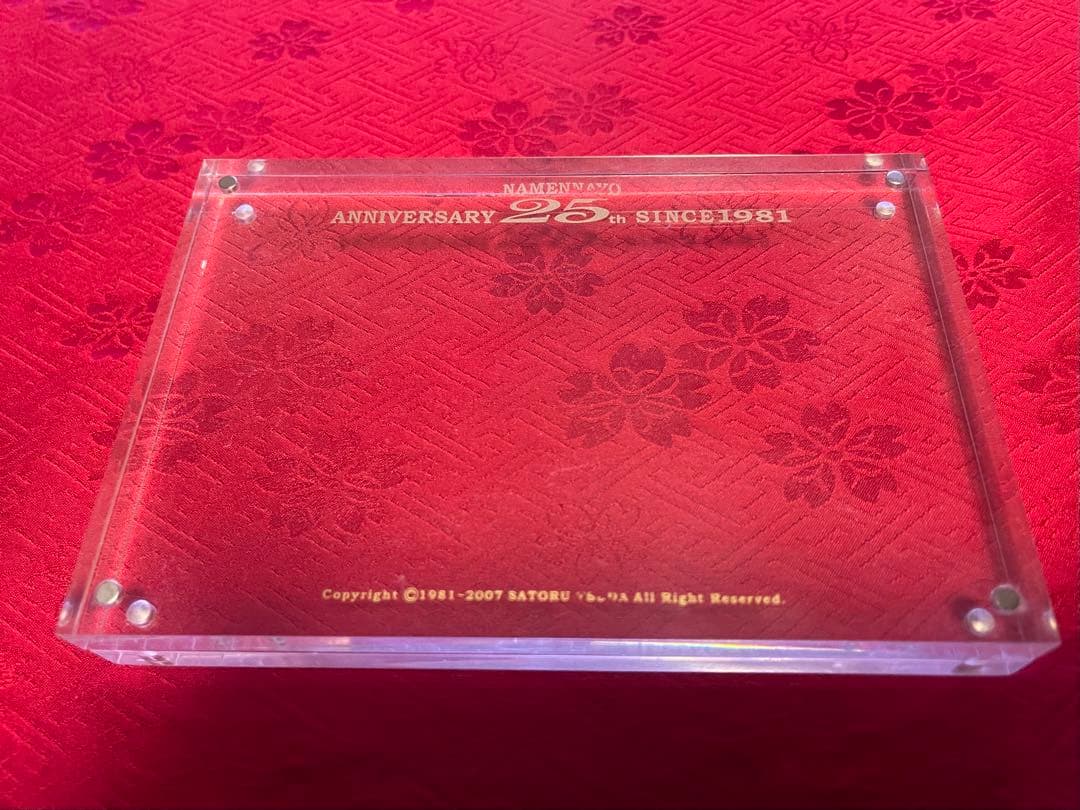 NAMENNAYO
ANNIVERSARY 25th SINCE1981
Copyright ©1981-2007 SATORU All Right Reserved.